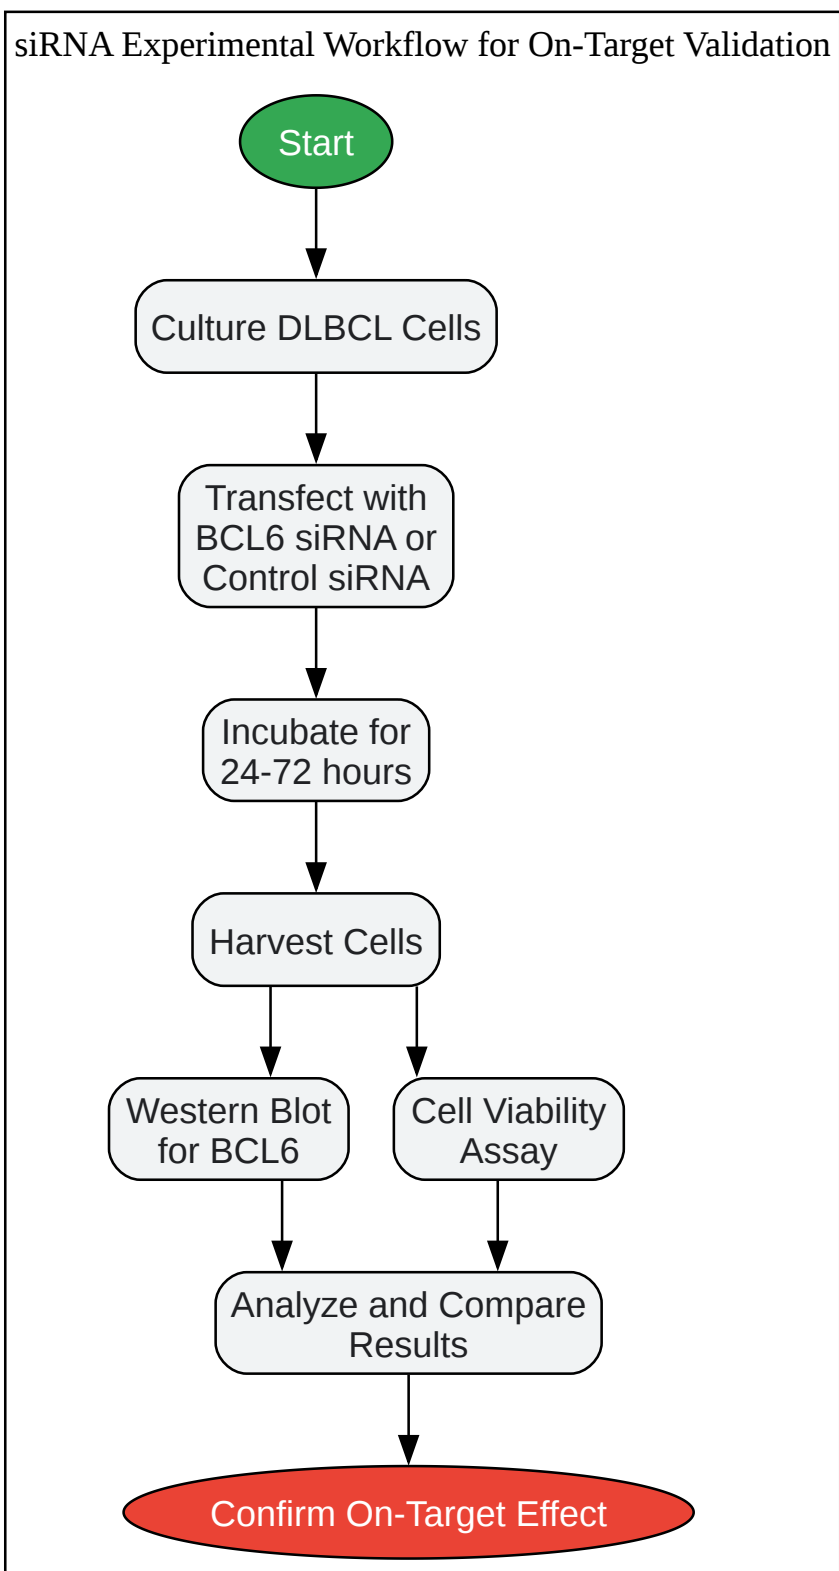 siRNA Experimental Workflow for On-Target Validation
Start
Culture DLBCL Cells
Transfect with
BCL6 siRNA or
Control siRNA
Incubate for
24-72 hours
Harvest Cells
Western Blot
for BCL6
Cell Viability
Assay
Analyze and Compare
Results
Confirm On-Target Effect